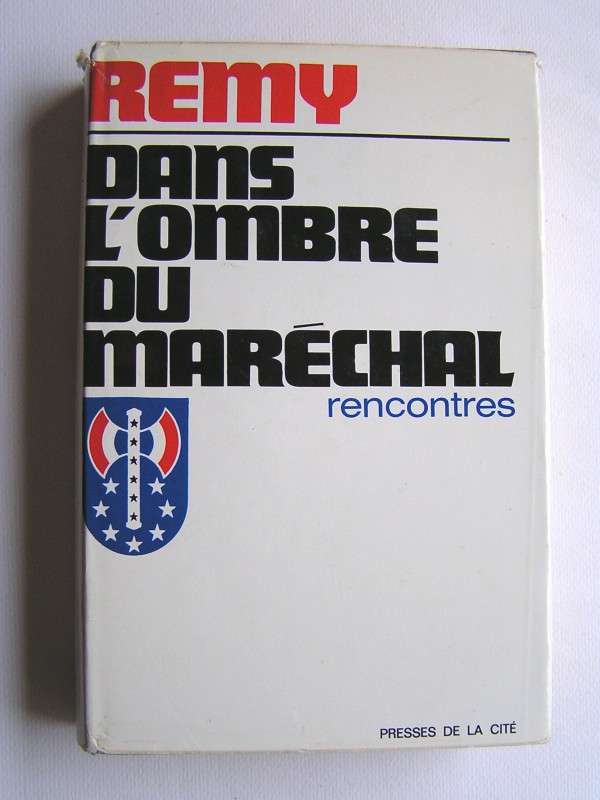 REMY
DANS
L'OMBRE
DU
MARÉCHAL
rencontres
PRESSES DE LA CITÉ